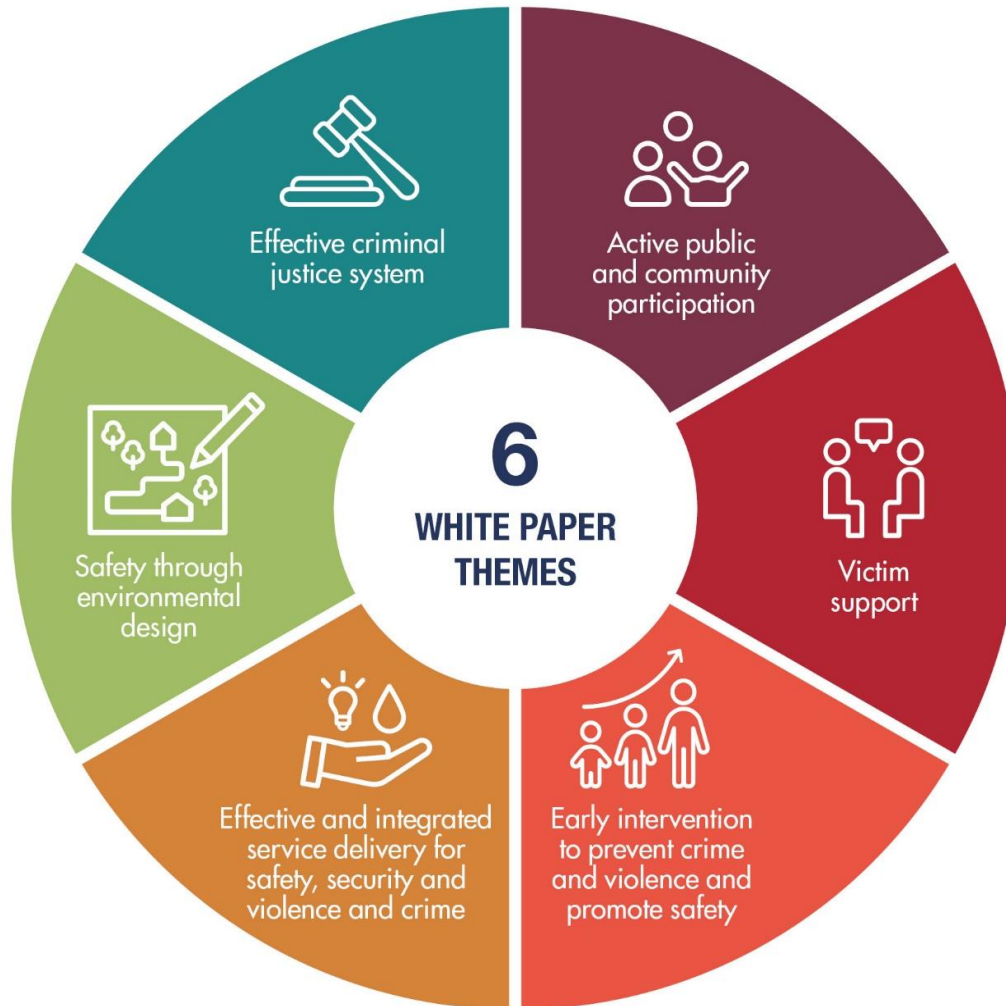 Effective criminal
justice system
Active public
and community
participation
Safety through
environmental
design
6
WHITE PAPER
THEMES
Victim
support
Effective and integrated
service delivery for
safety, security and
violence and crime
Early intervention
to prevent crime
and violence and
promote safety